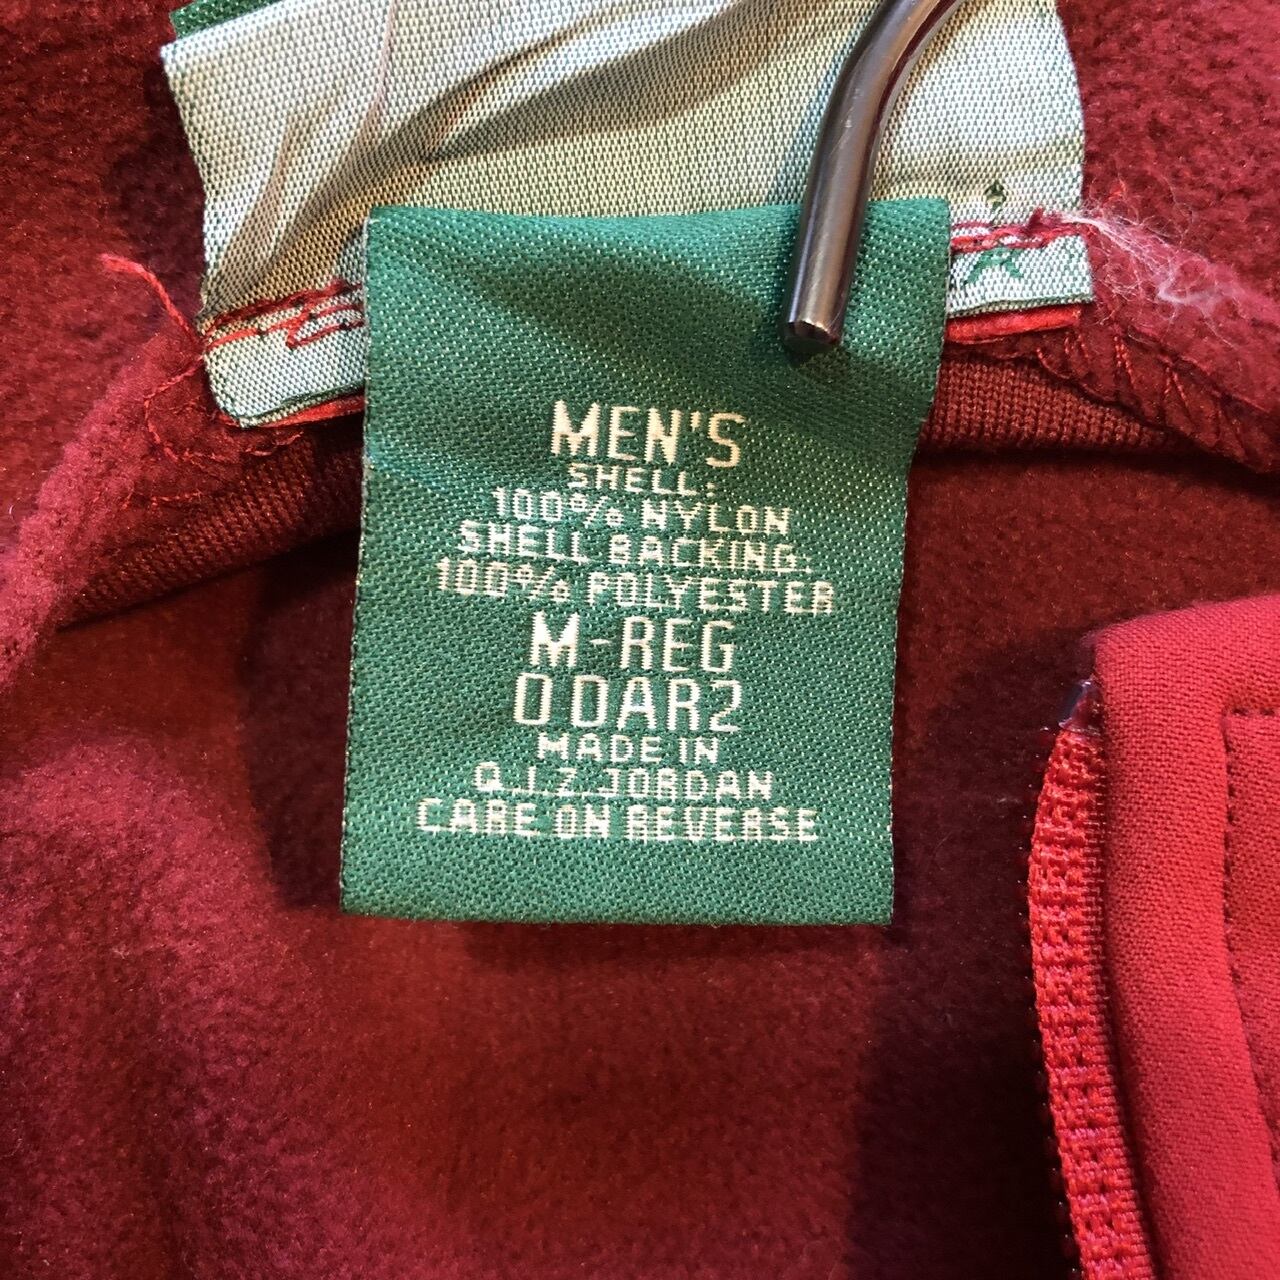 MEN'S
SHELL:
100% NYLON
SHELL BACKING:
100% POLYESTER
M-REG
0DAR2
MADE IN
Q.I.Z. JORDAN
CARE ON REVERSE